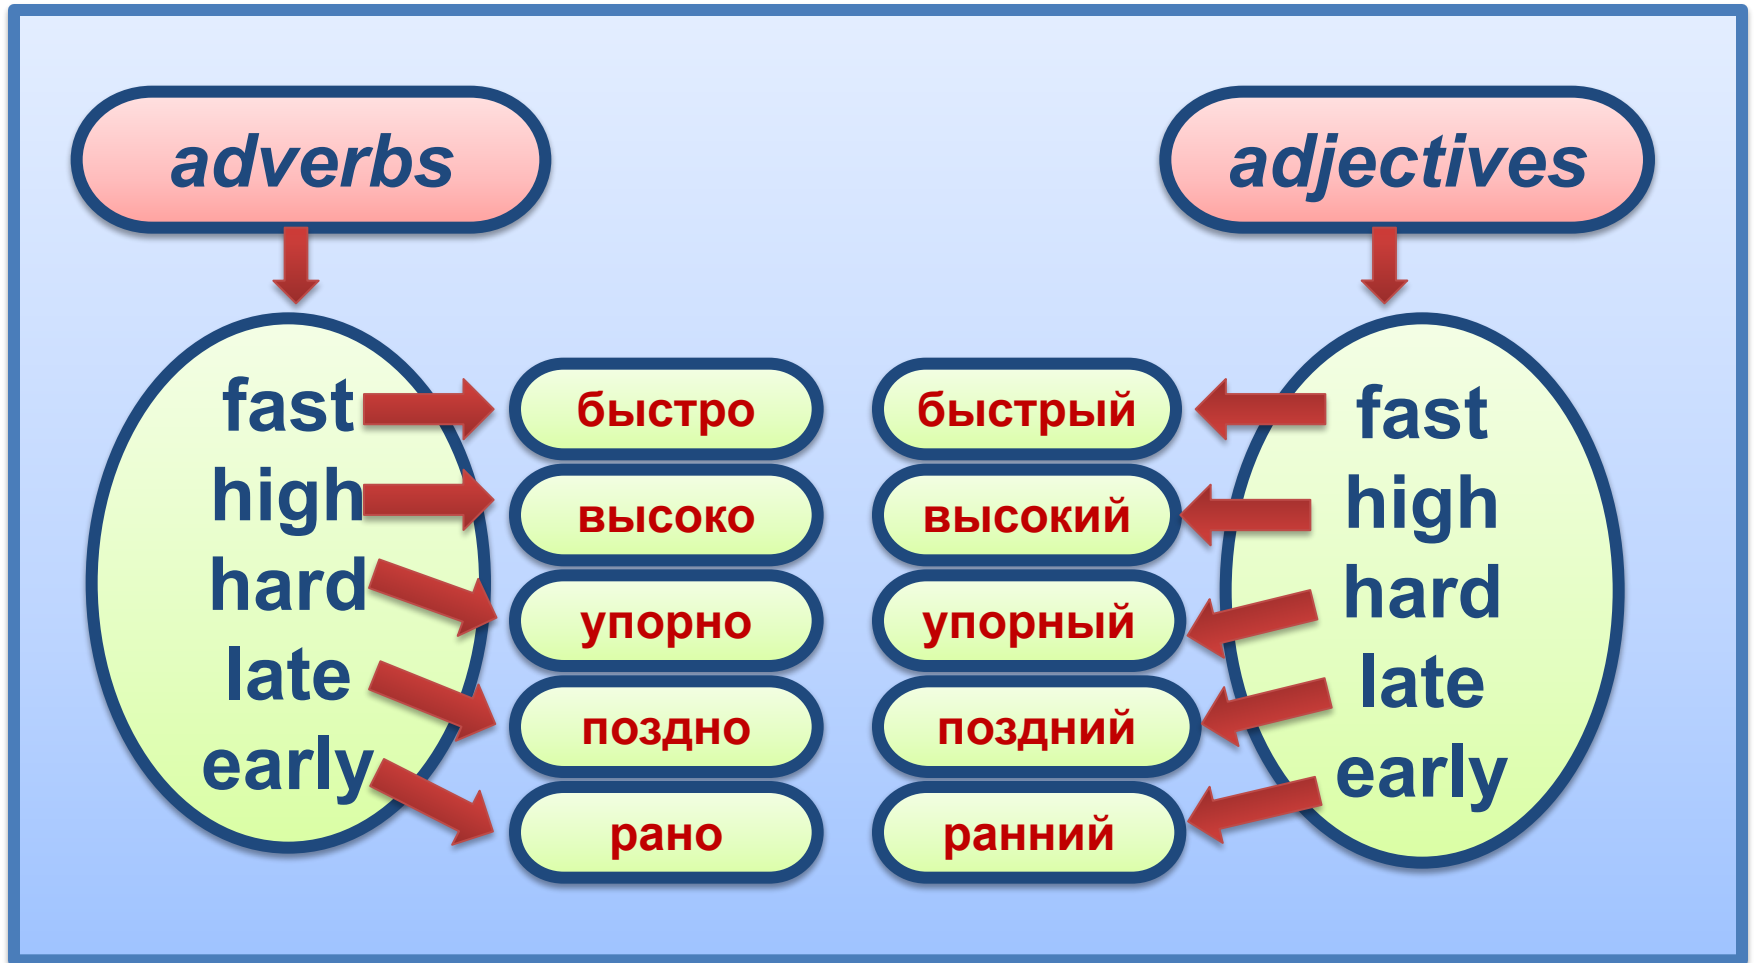 adverbs
adjectives
fast
быстро
быстрый
fast
high
высоко
высокий
high
hard
упорно
упорный
hard
late
поздно
поздний
late
early
рано
ранний
early